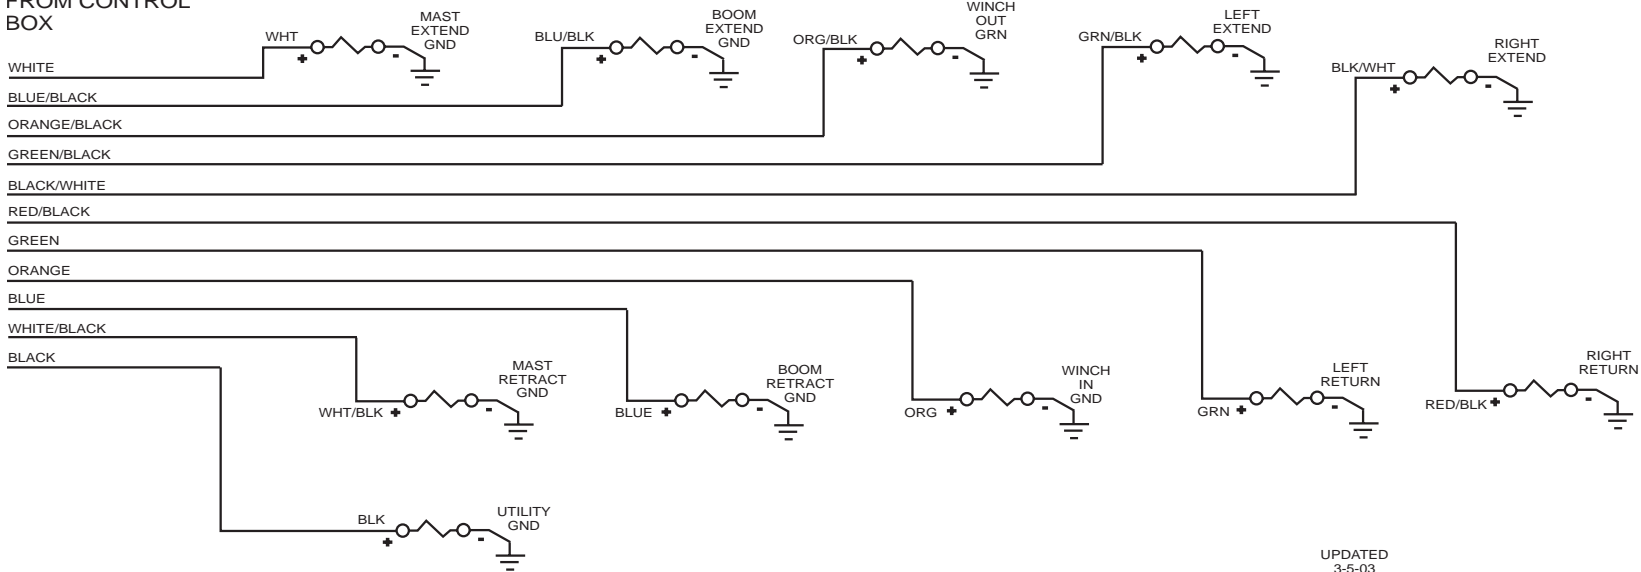 FROM CONTROL
BOX
WHT
MAST
EXTEND
GND
BLU/BLK
BOOM
EXTEND
GND
ORG/BLK
WINCH
OUT
GRN
GRN/BLK
LEFT
EXTEND
BLK/WHT
RIGHT
EXTEND
WHITE
BLUE/BLACK
ORANGE/BLACK
GREEN/BLACK
BLACK/WHITE
RED/BLACK
GREEN
ORANGE
BLUE
WHITE/BLACK
BLACK
WHT/BLK
MAST
RETRACT
GND
BLUE
BOOM
RETRACT
GND
ORG
WINCH
IN
GND
GRN
LEFT
RETURN
RED/BLK
RIGHT
RETURN
BLK
UTILITY
GND
UPDATED
3-5-03